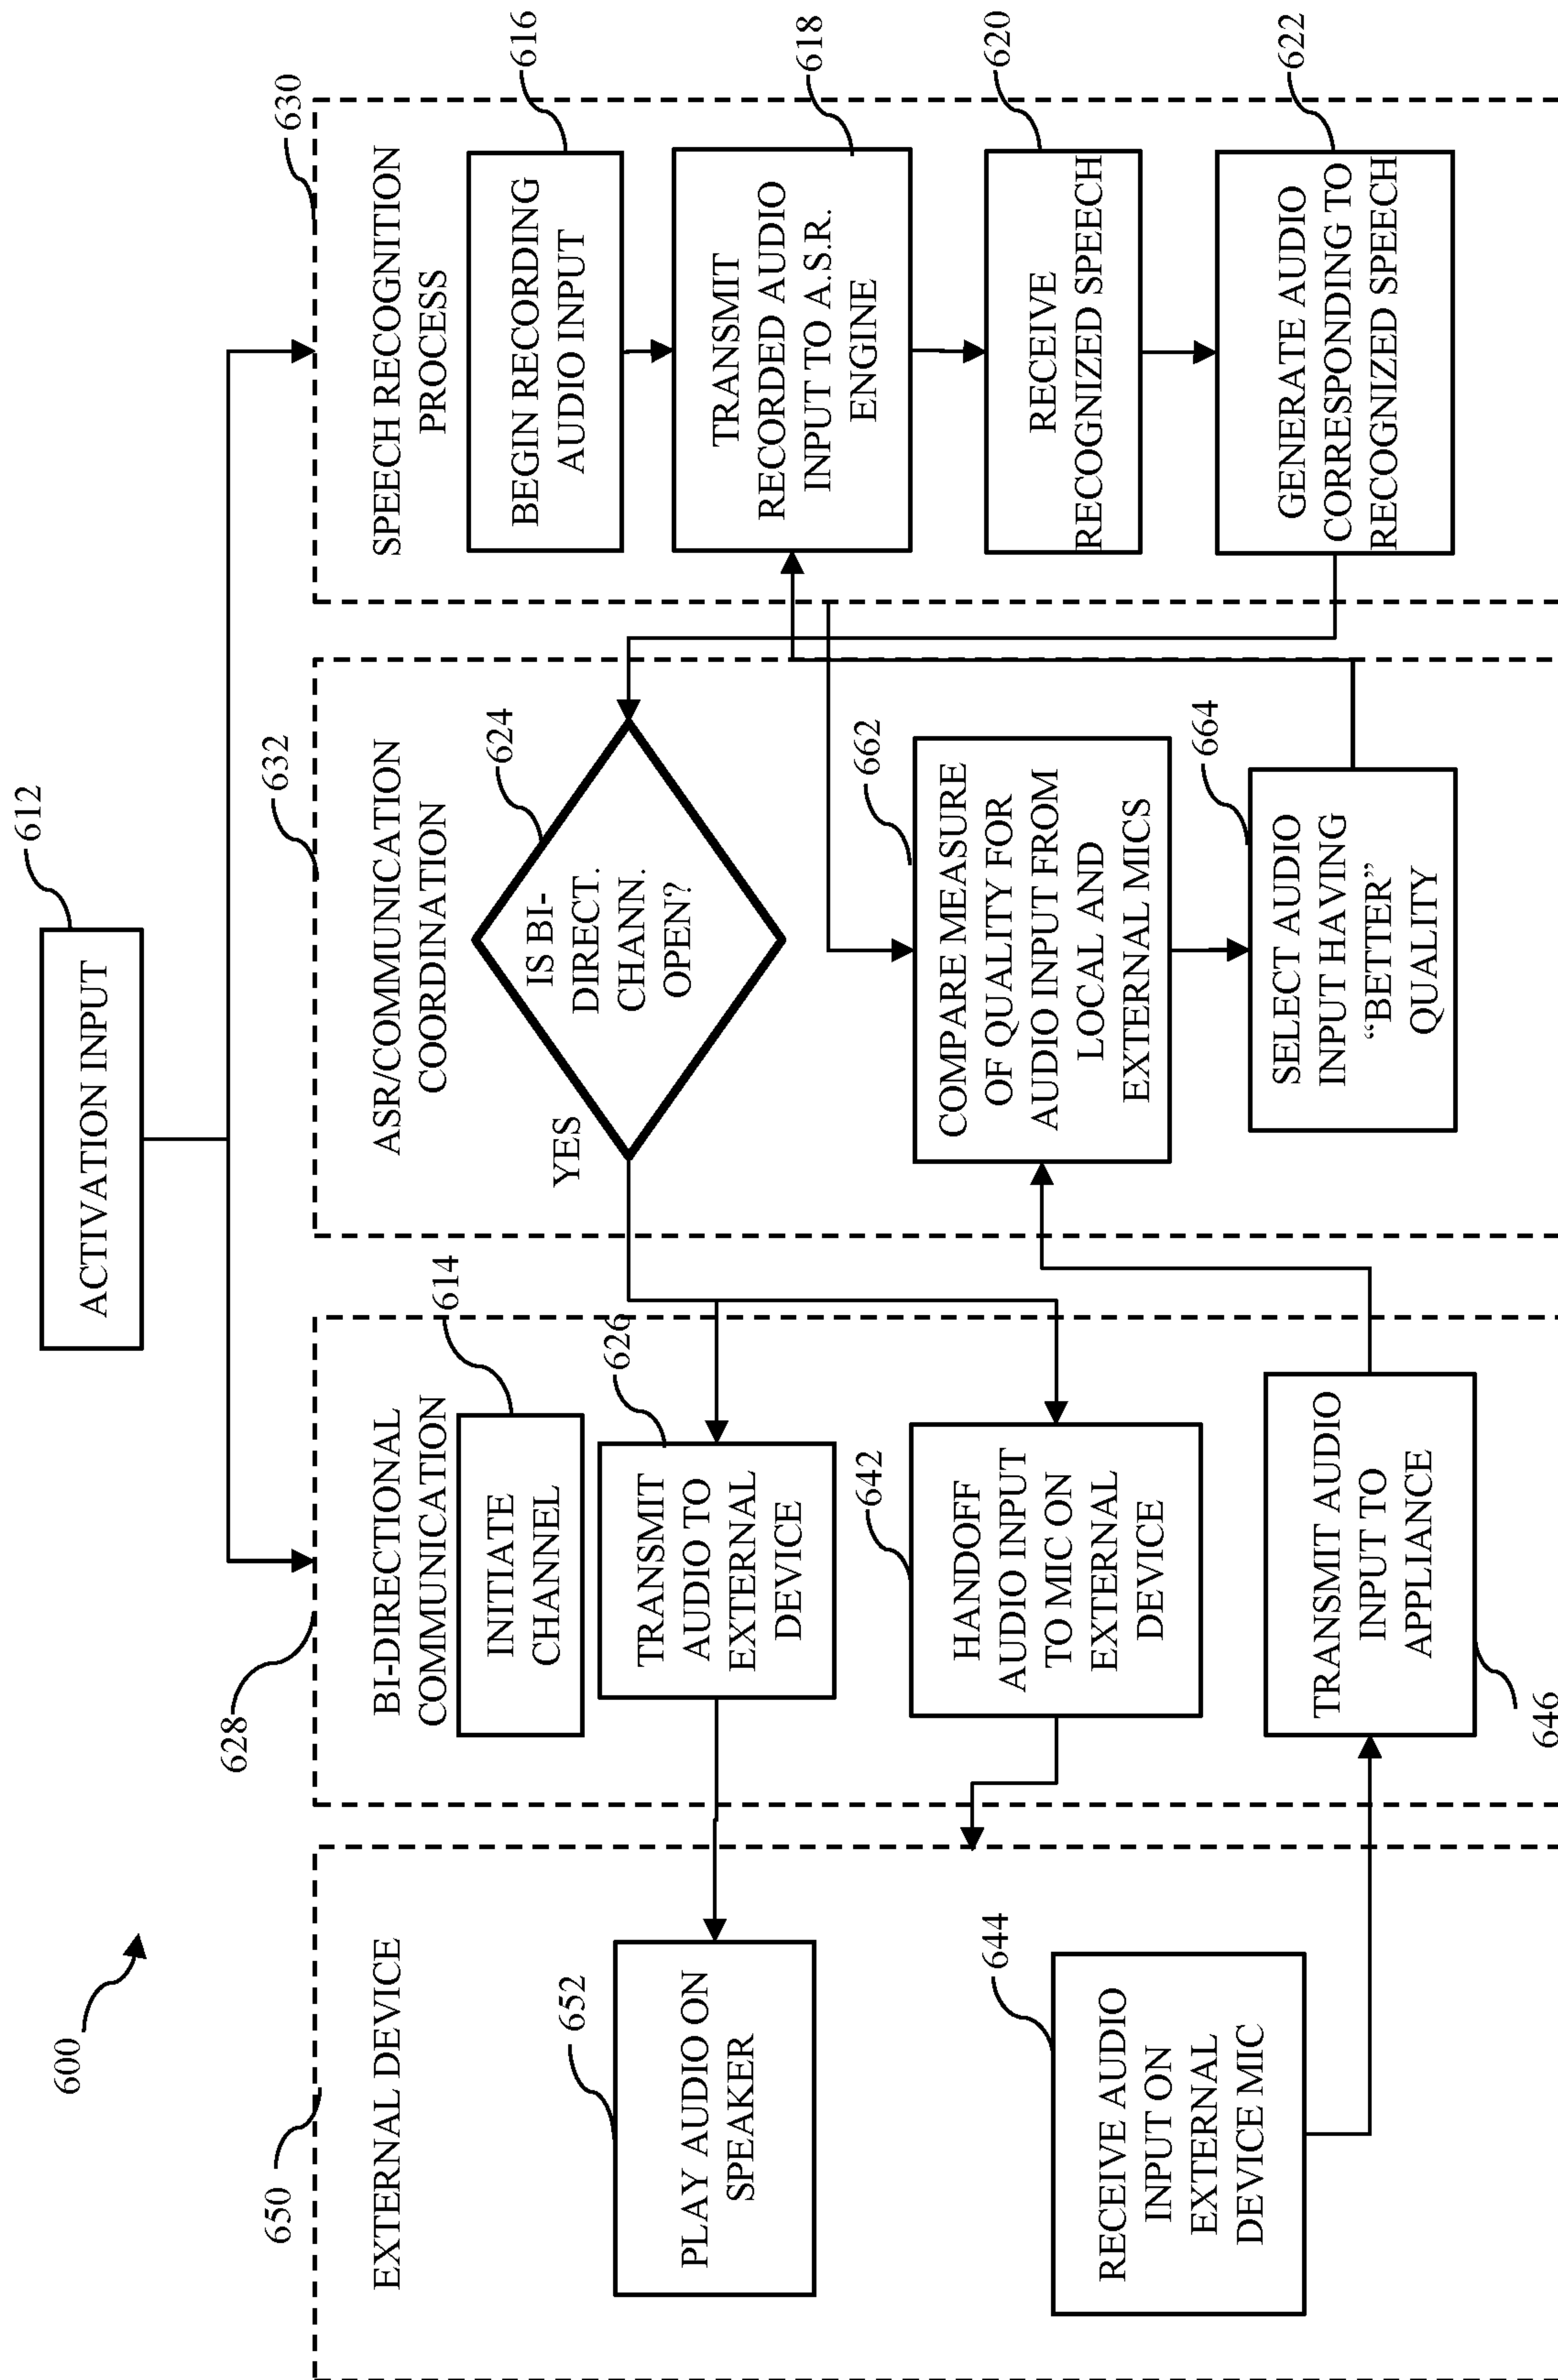 600
612
ACTIVATION INPUT
650
EXTERNAL DEVICE
652
PLAY AUDIO ON
SPEAKER
644
RECEIVE AUDIO
INPUT ON
EXTERNAL
DEVICE MIC
628
BI-DIRECTIONAL
COMMUNICATION
614
INITIATE
CHANNEL
626
TRANSMIT
AUDIO TO
EXTERNAL
DEVICE
642
HANDOFF
AUDIO INPUT
TO MIC ON
EXTERNAL
DEVICE
TRANSMIT AUDIO
INPUT TO
APPLIANCE
646
632
ASR/COMMUNICATION
COORDINATION
624
IS BI-
DIRECT.
CHANN.
OPEN?
YES
662
COMPARE MEASURE
OF QUALITY FOR
AUDIO INPUT FROM
LOCAL AND
EXTERNAL MICS
664
SELECT AUDIO
INPUT HAVING
“BETTER”
QUALITY
630
SPEECH RECOGNITION
PROCESS
616
BEGIN RECORDING
AUDIO INPUT
618
TRANSMIT
RECORDED AUDIO
INPUT TO A.S.R.
ENGINE
620
RECEIVE
RECOGNIZED SPEECH
622
GENERATE AUDIO
CORRESPONDING TO
RECOGNIZED SPEECH